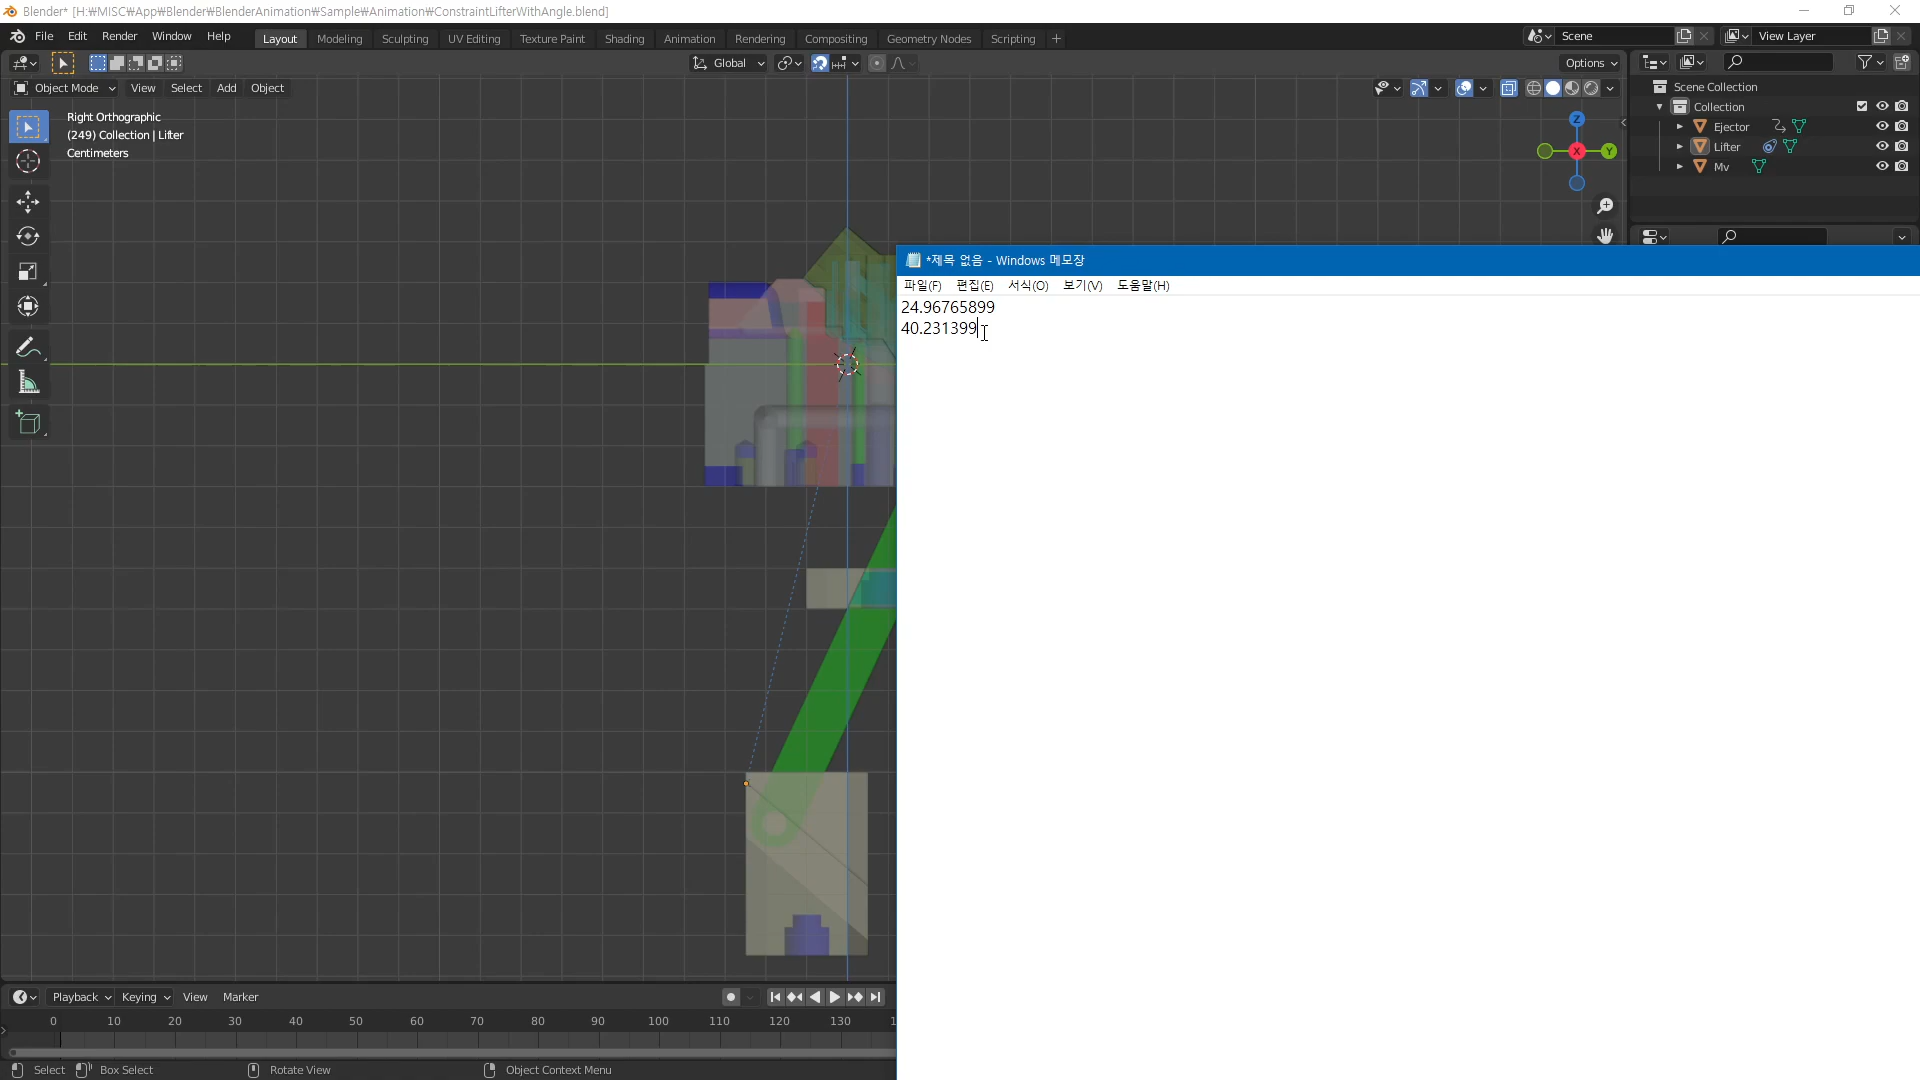 Blender* [H:₩MISC₩App₩Blender₩BlenderAnimation₩Sample₩Animation₩ConstraintLifterWithAngle.blend]
File Edit Render Window Help Layout Modeling Sculpting UV Editing Texture Paint Shading Animation Rendering Compositing Geometry Nodes Scripting + Scene View Layer
Global Options
Object Mode View Select Add Object
Right Orthographic
(249) Collection | Lifter
Centimeters
Z
X
Y
Scene Collection
Collection
Ejector
Lifter
Mv
*제목 없음 - Windows 메모장
파일(F) 편집(E) 서식(O) 보기(V) 도움말(H)
24.96765899
40.231399
Playback Keying View Marker
0 10 20 30 40 50 60 70 80 90 100 110 120 130
Select Box Select Rotate View Object Context Menu